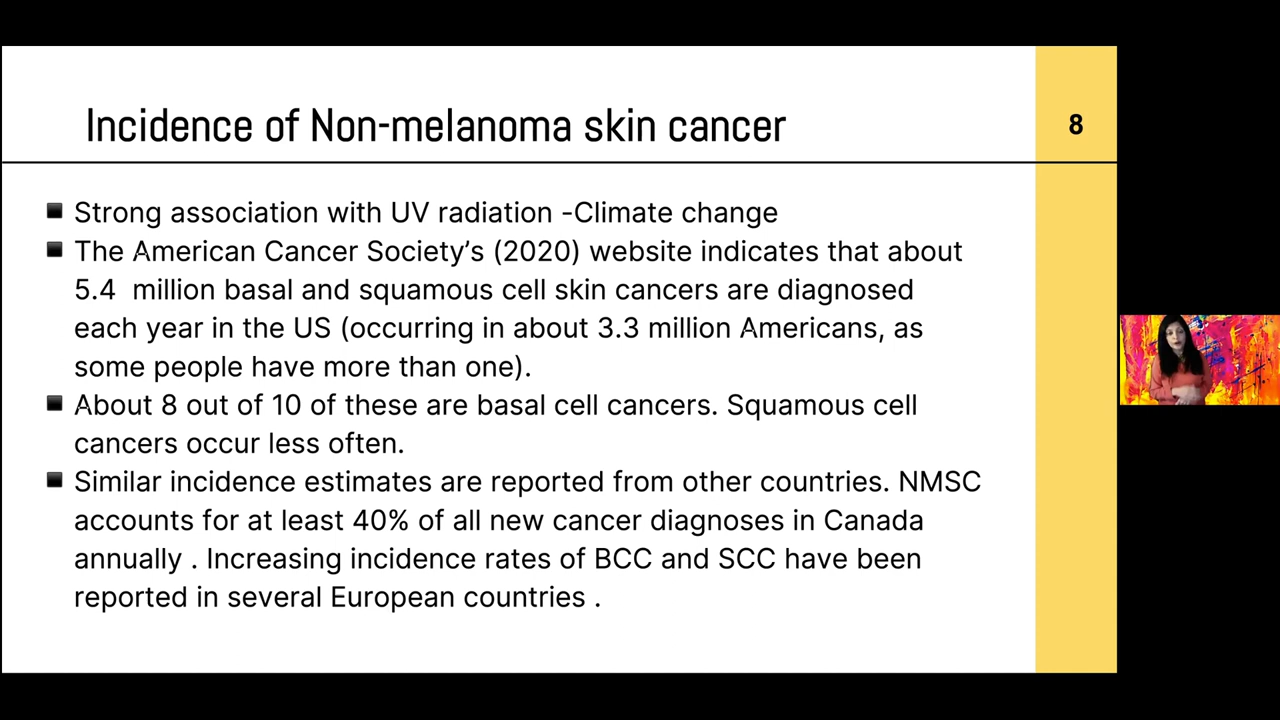 Incidence of Non-melanoma skin cancer
8
Strong association with UV radiation -Climate change
The American Cancer Society’s (2020) website indicates that about
5.4  million basal and squamous cell skin cancers are diagnosed
each year in the US (occurring in about 3.3 million Americans, as
some people have more than one).
About 8 out of 10 of these are basal cell cancers. Squamous cell
cancers occur less often.
Similar incidence estimates are reported from other countries. NMSC
accounts for at least 40% of all new cancer diagnoses in Canada
annually . Increasing incidence rates of BCC and SCC have been
reported in several European countries .